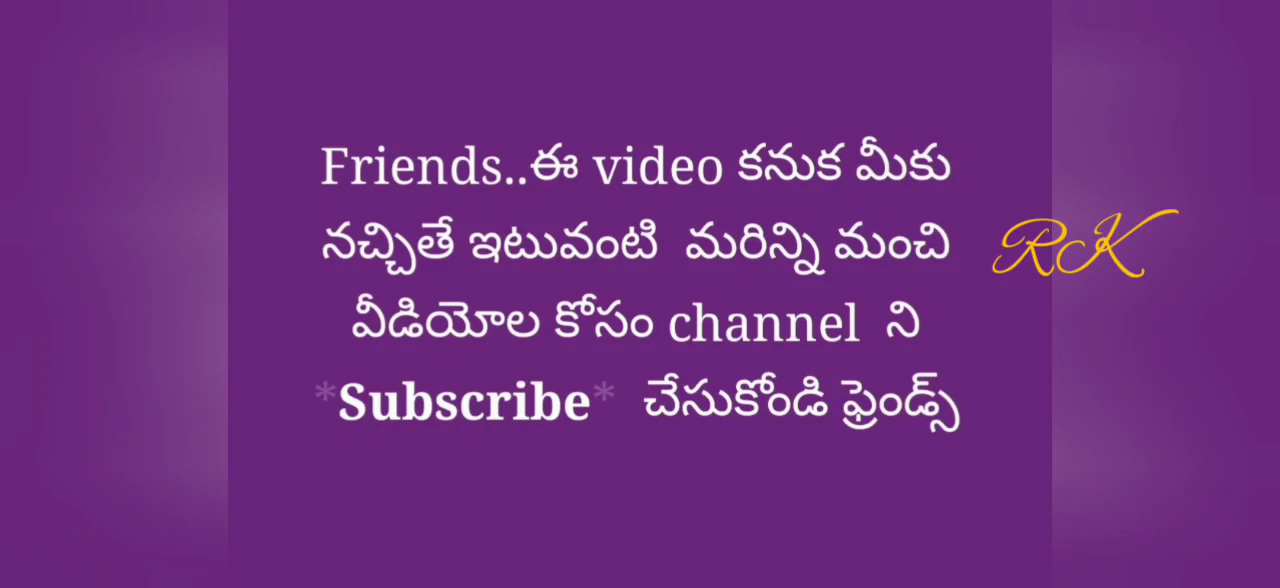 Friends..ఈ video కనుక మీకు
నచ్చితే ఇటువంటి మరిన్ని మంచి
వీడియోల కోసం channel ని
*Subscribe* చేసుకోండి ఫ్రెండ్స్
RK